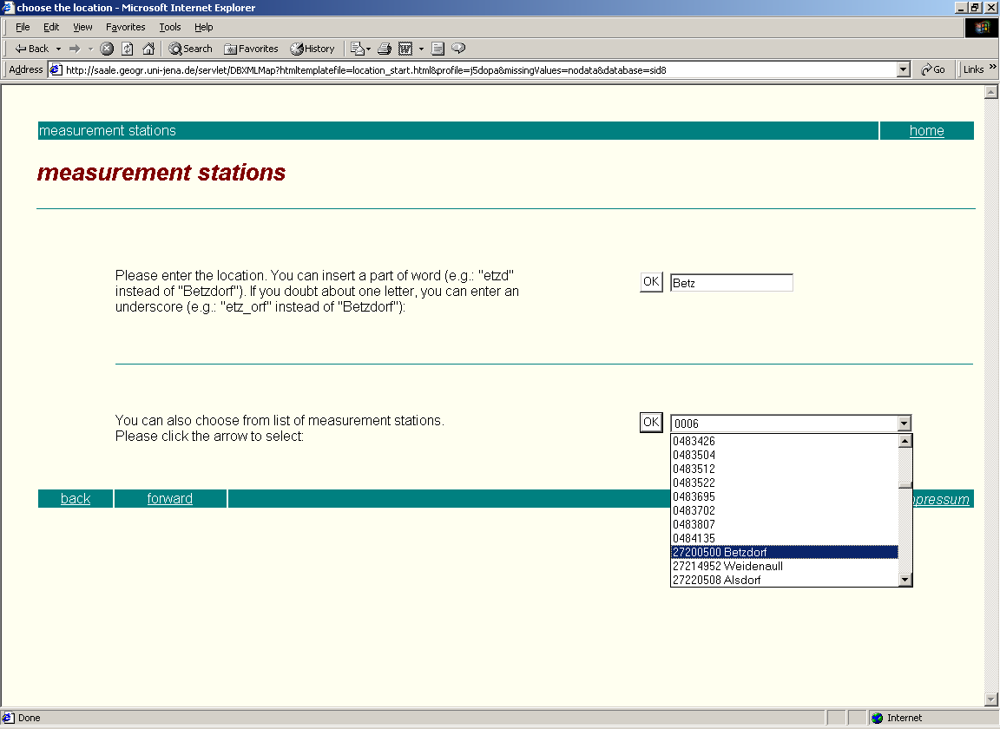 choose the location - Microsoft Internet Explorer
File Edit View Favorites Tools Help
Back Search Favorites History
Address http://saale.geogr.uni-jena.de/servlet/DBXMLMap?htmltemplatefile=location_start.html&profile=j5dopa&missingValues=nodata&database=sid8 Go Links »
measurement stations home
measurement stations
Please enter the location. You can insert a part of word (e.g.: "etzd"
instead of "Betzdorf"). If you doubt about one letter, you can enter an
underscore (e.g.: "etz_orf" instead of "Betzdorf"):
OK Betz
You can also choose from list of measurement stations.
Please click the arrow to select:
OK 0006
0483426
0483504
0483512
0483522
0483695
0483702
0483807
0484135
27200500 Betzdorf
27214952 Weidenaull
27220508 Alsdorf
back forward pressum
Done Internet